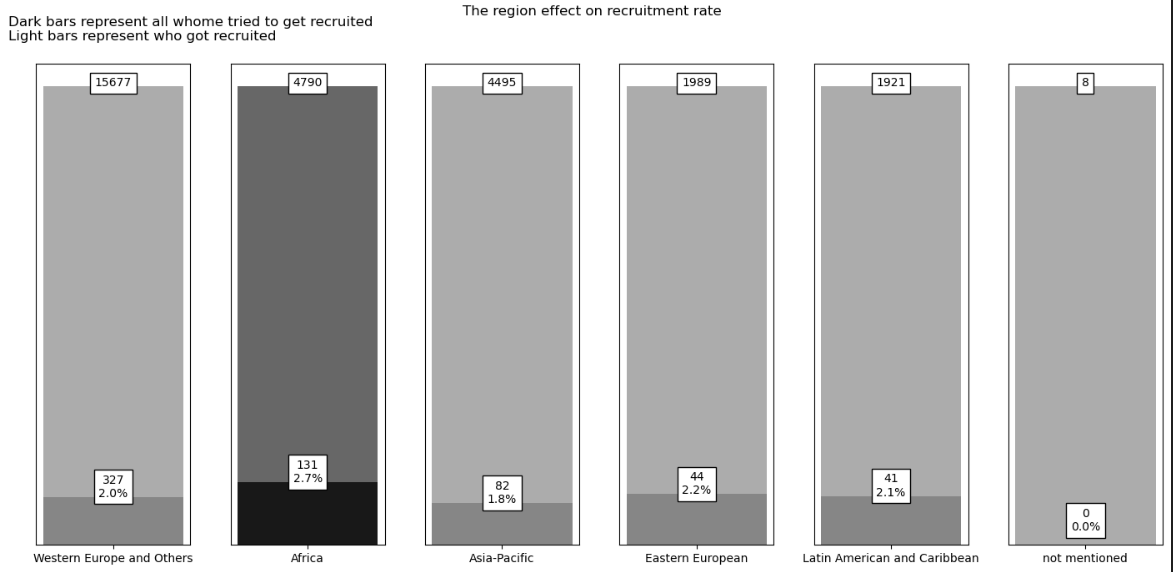 The region effect on recruitment rate
Dark bars represent all whome tried to get recruited
Light bars represent who got recruited
15677
4790
4495
1989
1921
8
327
2.0%
131
2.7%
82
1.8%
44
2.2%
41
2.1%
0
0.0%
Western Europe and Others
Africa
Asia-Pacific
Eastern European
Latin American and Caribbean
not mentioned